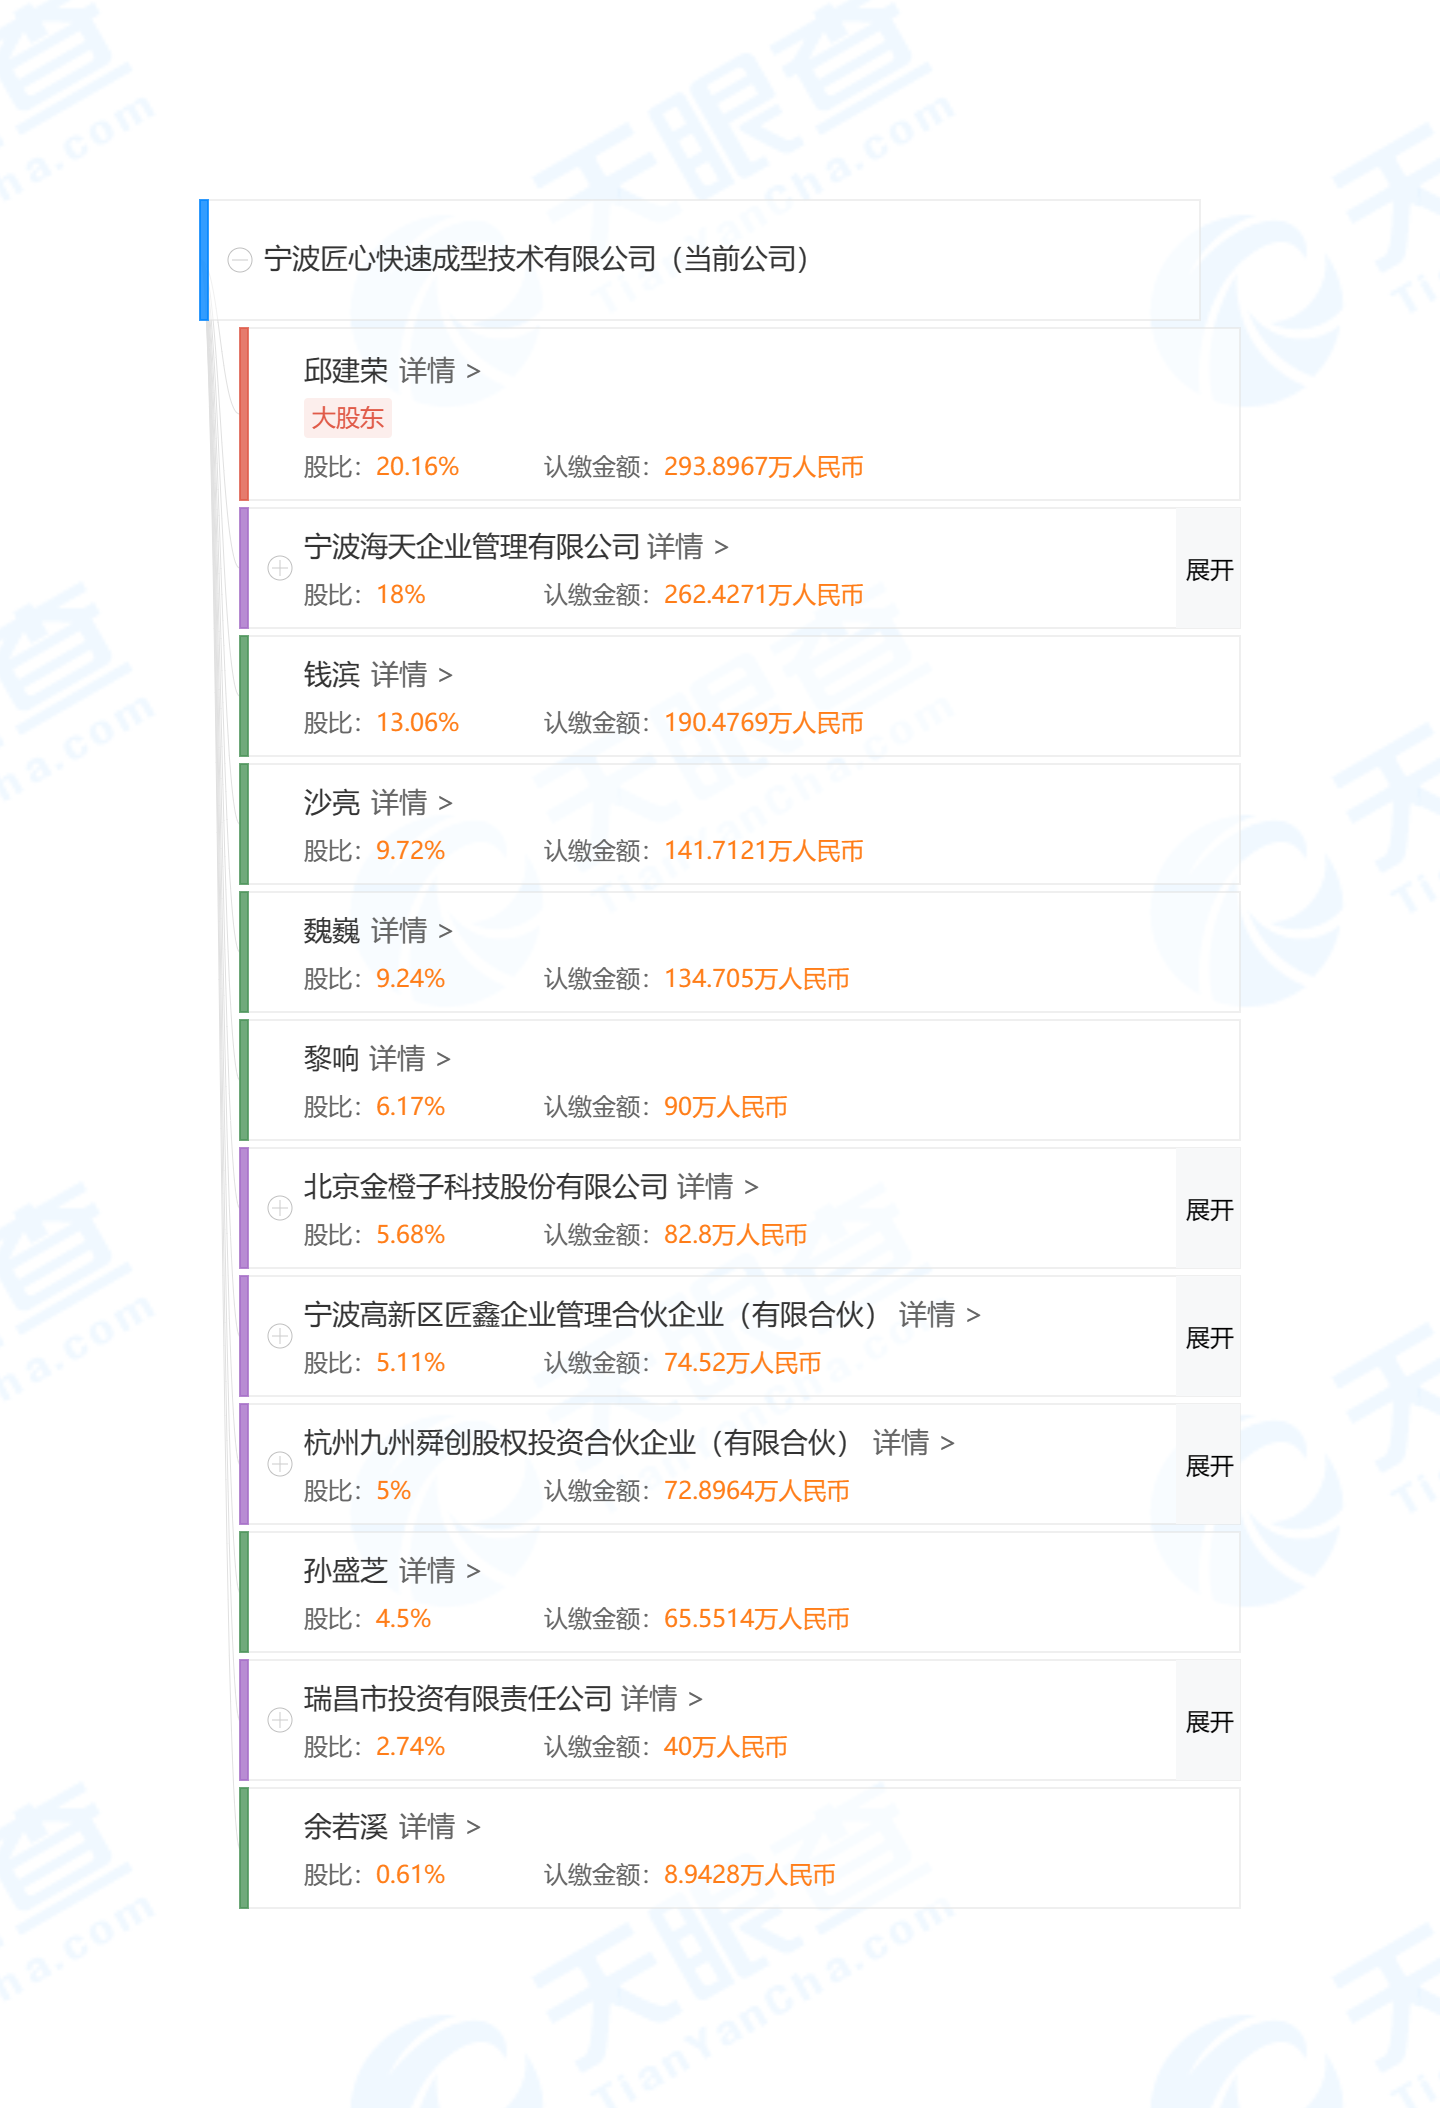 宁波匠心快速成型技术有限公司（当前公司）
邱建荣 详情 >
大股东
股比：20.16% 认缴金额：293.8967万人民币
宁波海天企业管理有限公司 详情 >
展开
股比：18% 认缴金额：262.4271万人民币
钱滨 详情 >
股比：13.06% 认缴金额：190.4769万人民币
沙亮 详情 >
股比：9.72% 认缴金额：141.7121万人民币
魏巍 详情 >
股比：9.24% 认缴金额：134.705万人民币
黎响 详情 >
股比：6.17% 认缴金额：90万人民币
北京金橙子科技股份有限公司 详情 >
展开
股比：5.68% 认缴金额：82.8万人民币
宁波高新区匠鑫企业管理合伙企业（有限合伙） 详情 >
展开
股比：5.11% 认缴金额：74.52万人民币
杭州九州舜创股权投资合伙企业（有限合伙） 详情 >
展开
股比：5% 认缴金额：72.8964万人民币
孙盛芝 详情 >
股比：4.5% 认缴金额：65.5514万人民币
瑞昌市投资有限责任公司 详情 >
展开
股比：2.74% 认缴金额：40万人民币
余若溪 详情 >
股比：0.61% 认缴金额：8.9428万人民币
天眼查
TianYanCha.com